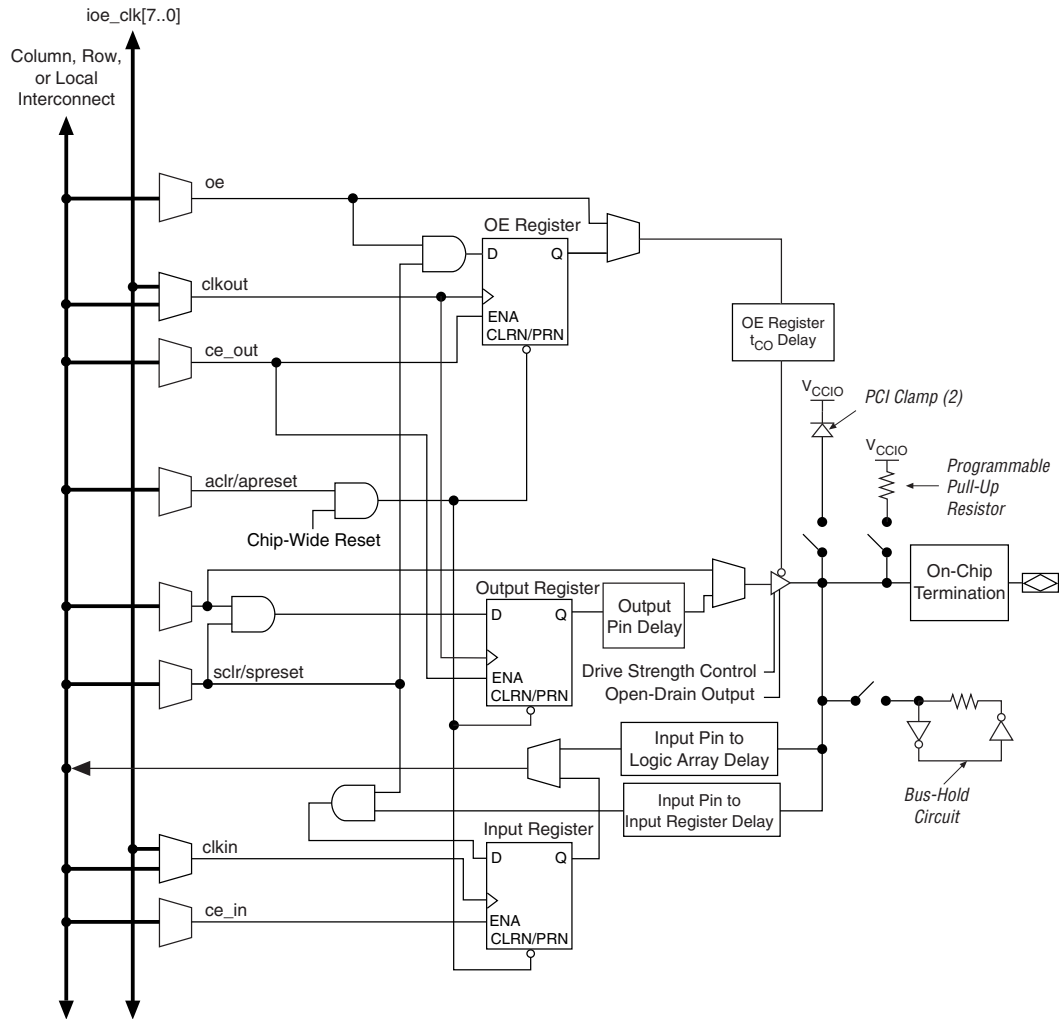 ioe_clk[7..0]
Column, Row,
or Local
Interconnect
oe
OE Register
D
Q
clkout
ENA
CLRN/PRN
ce_out
OE Register
tCO Delay
VCCIO
PCI Clamp (2)
VCCIO
Programmable
Pull-Up
Resistor
aclr/apreset
Chip-Wide Reset
Output Register
D
Q
ENA
CLRN/PRN
Output
Pin Delay
On-Chip
Termination
Drive Strength Control
Open-Drain Output
sclr/spreset
Input Pin to
Logic Array Delay
Input Pin to
Input Register Delay
Bus-Hold
Circuit
Input Register
D
Q
clkin
ENA
CLRN/PRN
ce_in